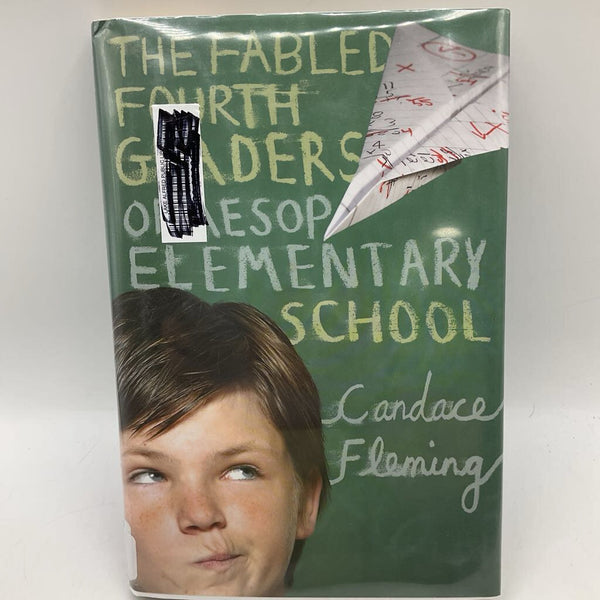 THE FABLED
FOURTH
GRADERS
OF AESOP
ELEMENTARY
SCHOOL
Candace
Fleming